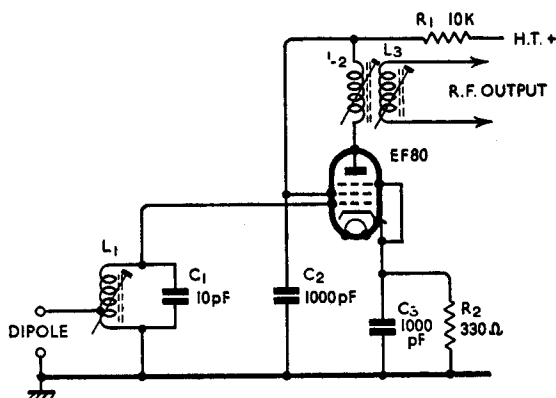 R1 10K
H.T. +
L2
L3
R.F. OUTPUT
EF80
L1
C1
10pF
C2
1000pF
C3
1000
pF
R2
330Ω
DIPOLE